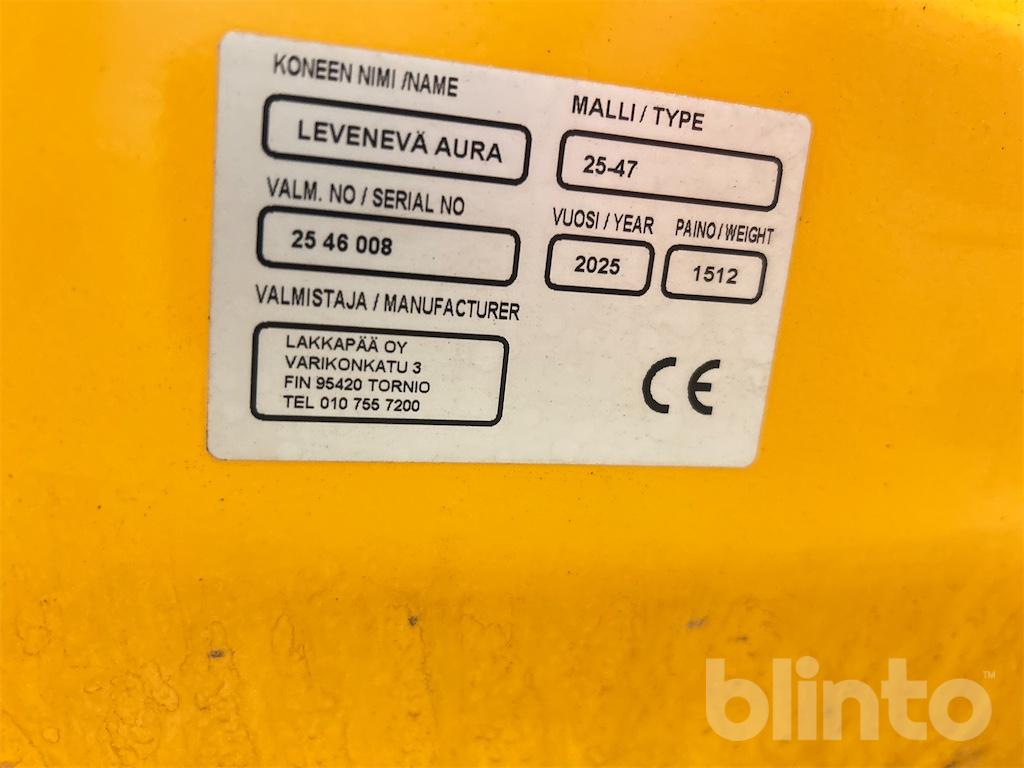 KONEEN NIMI /NAME
LEVENEVÄ AURA
MALLI / TYPE
25-47
VALM. NO / SERIAL NO
25 46 008
VUOSI / YEAR
2025
PAINO / WEIGHT
1512
VALMISTAJA / MANUFACTURER
LAKKAPÄÄ OY
VARIKONKATU 3
FIN 95420 TORNIO
TEL 010 755 7200
CE
blinto™